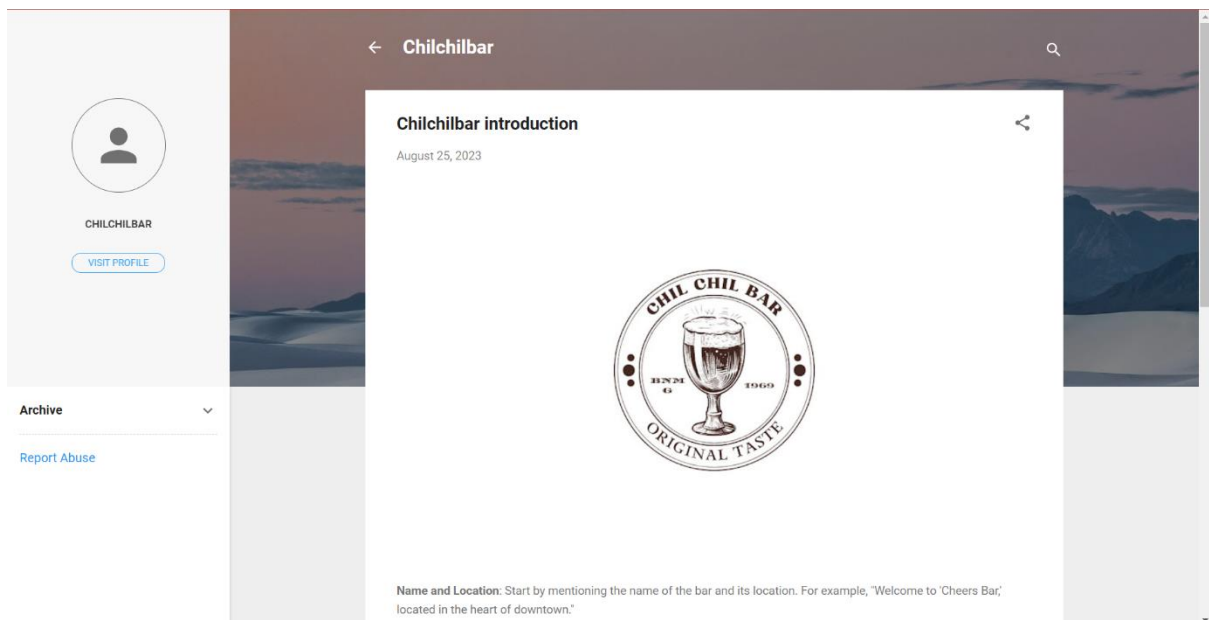 Chilchilbar
Chilchilbar introduction
August 25, 2023
CHILCHILBAR
VISIT PROFILE
Archive
Report Abuse
CHIL CHIL BAR
BNM
G
1969
ORIGINAL TASTE
Name and Location: Start by mentioning the name of the bar and its location. For example, "Welcome to 'Cheers Bar,'
located in the heart of downtown."